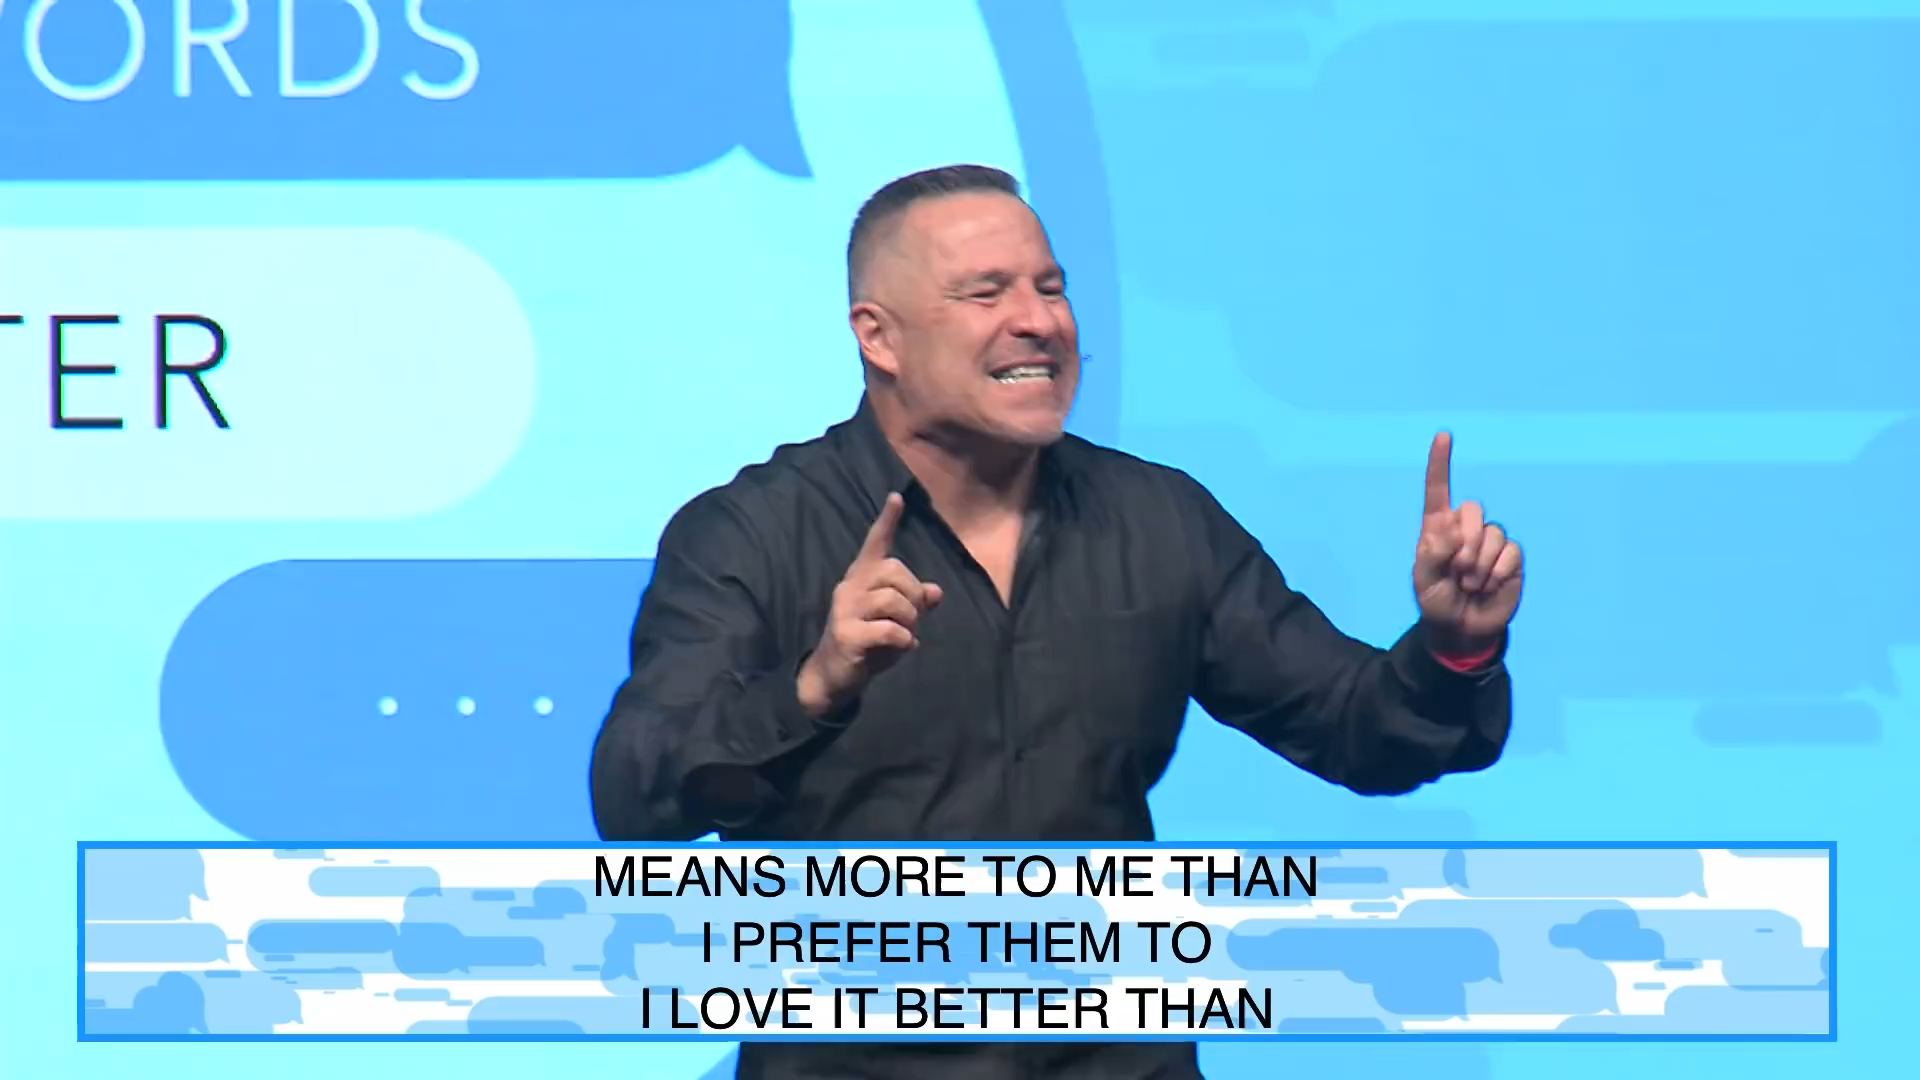 ORDS
TER
...
MEANS MORE TO ME THAN
I PREFER THEM TO
I LOVE IT BETTER THAN